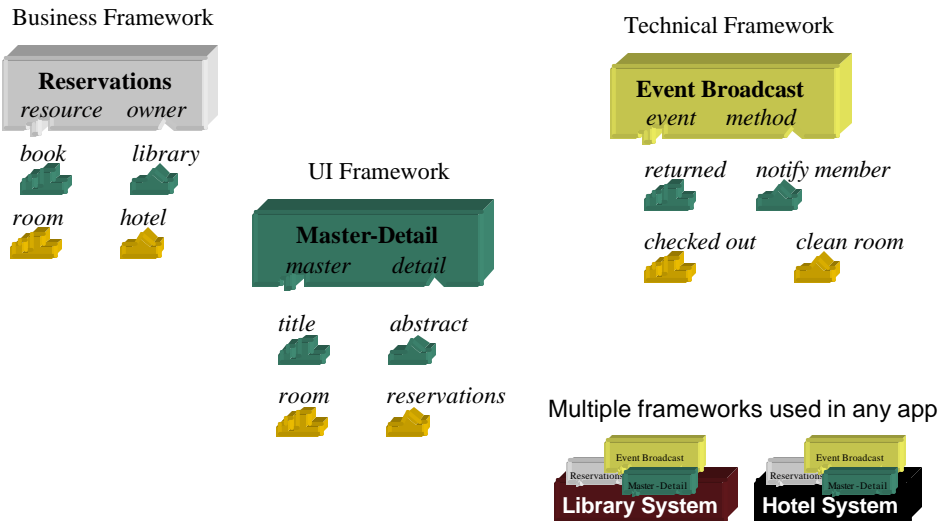 Business Framework
Reservations
resource owner
book library
room hotel
UI Framework
Master-Detail
master detail
title abstract
room reservations
Technical Framework
Event Broadcast
event method
returned notify member
checked out clean room
Multiple frameworks used in any app
Event Broadcast
Reservations
Master-Detail
Library System
Event Broadcast
Reservations
Master-Detail
Hotel System